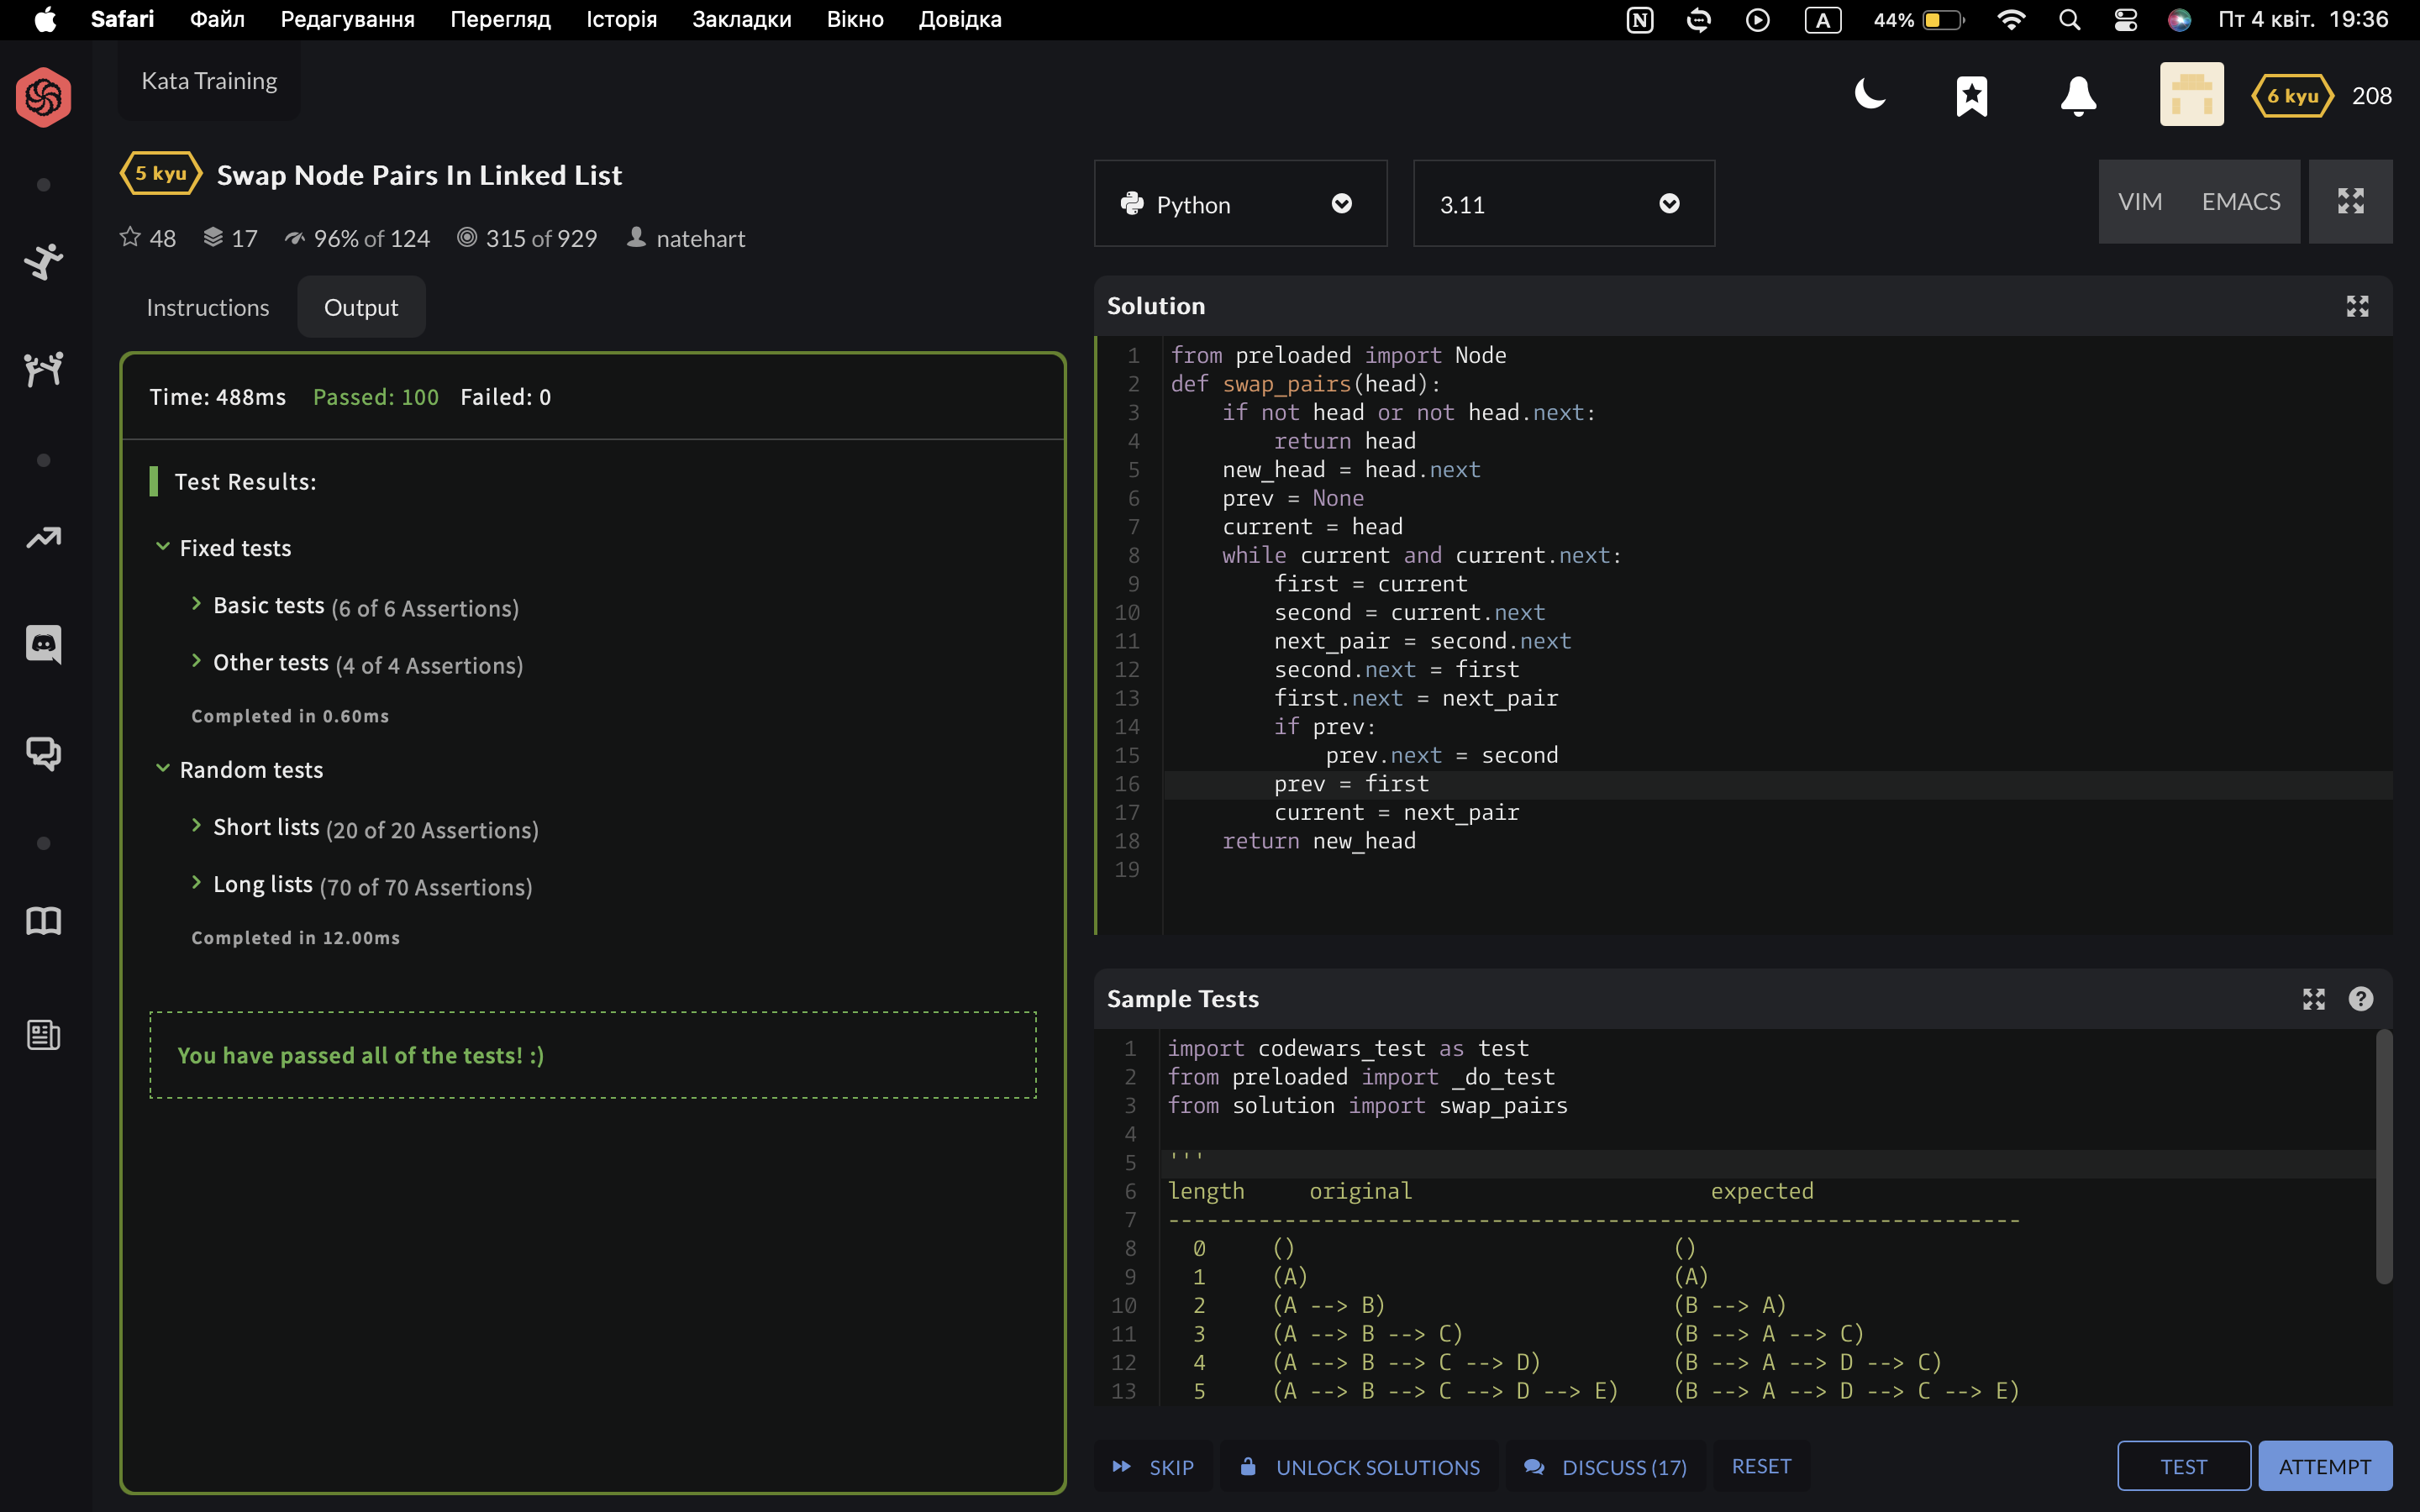 Safari Файл Редагування Перегляд Історія Закладки Вікно Довідка A 44% Пт 4 квіт. 19:36
Kata Training
6 kyu 208
5 kyu Swap Node Pairs In Linked List
48 17 96% of 124 315 of 929 natehart
Instructions Output
Time: 488ms Passed: 100 Failed: 0
Test Results:
Fixed tests
Basic tests (6 of 6 Assertions)
Other tests (4 of 4 Assertions)
Completed in 0.60ms
Random tests
Short lists (20 of 20 Assertions)
Long lists (70 of 70 Assertions)
Completed in 12.00ms
You have passed all of the tests! :)
Python 3.11 VIM EMACS
Solution
1 from preloaded import Node
2 def swap_pairs(head):
3 if not head or not head.next:
4 return head
5 new_head = head.next
6 prev = None
7 current = head
8 while current and current.next:
9 first = current
10 second = current.next
11 next_pair = second.next
12 second.next = first
13 first.next = next_pair
14 if prev:
15 prev.next = second
16 prev = first
17 current = next_pair
18 return new_head
19
Sample Tests
1 import codewars_test as test
2 from preloaded import _do_test
3 from solution import swap_pairs
4
5 '''
6 length original expected
7 ------------------------------------------------------------------
8 0 () ()
9 1 (A) (A)
10 2 (A --> B) (B --> A)
11 3 (A --> B --> C) (B --> A --> C)
12 4 (A --> B --> C --> D) (B --> A --> D --> C)
13 5 (A --> B --> C --> D --> E) (B --> A --> D --> C --> E)
SKIP UNLOCK SOLUTIONS DISCUSS (17) RESET TEST ATTEMPT